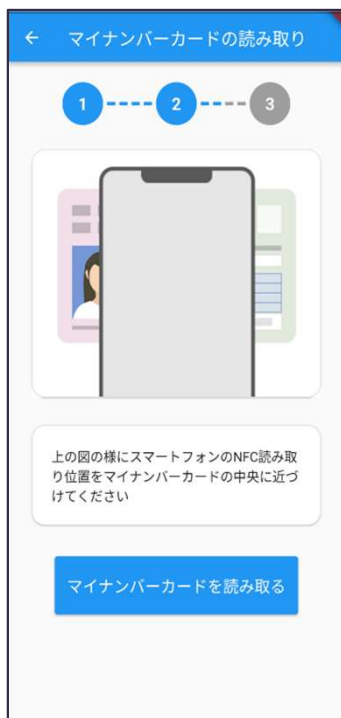 ← マイナンバーカードの読み取り
1 2 3
上の図の様にスマートフォンのNFC読み取
り位置をマイナンバーカードの中央に近づ
けてください
マイナンバーカードを読み取る